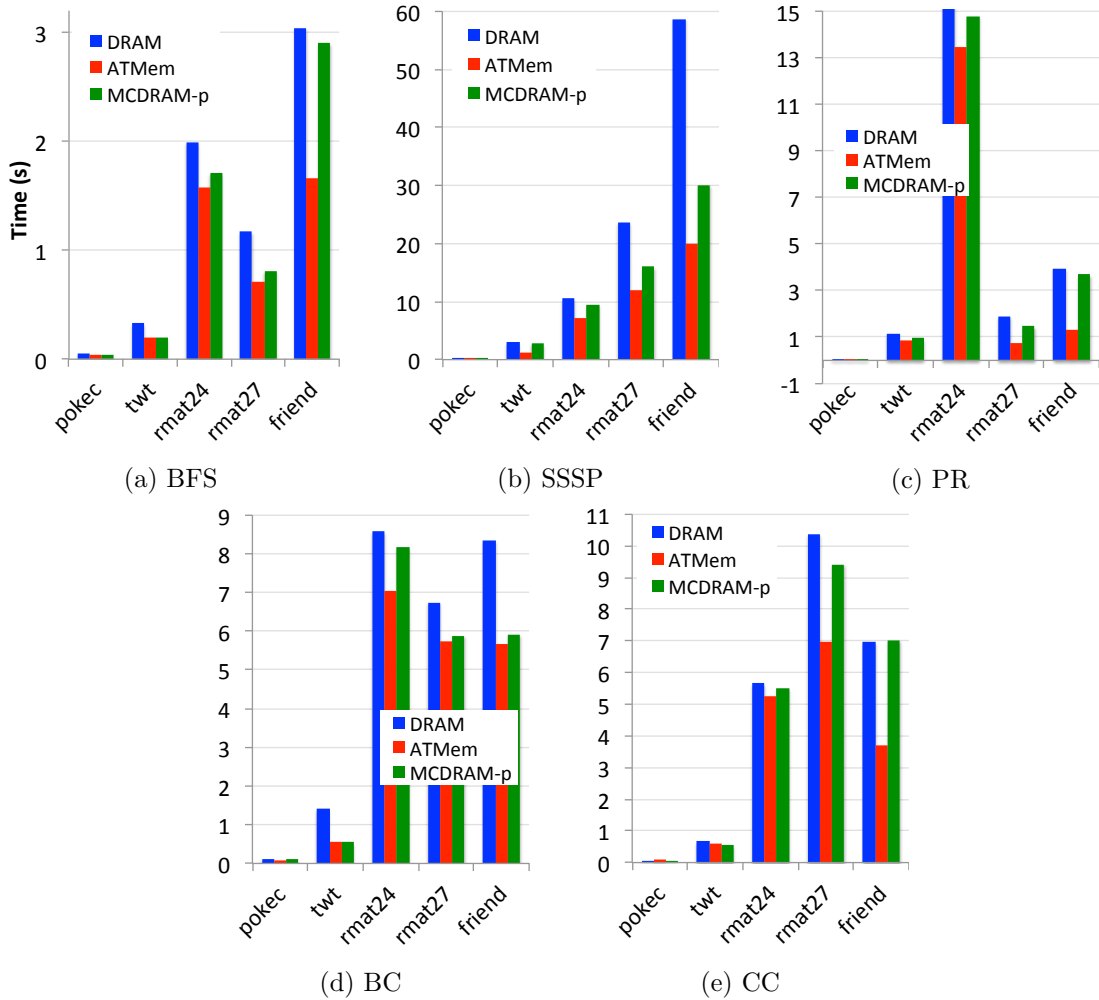 Time (s)
3
2
1
0
DRAM
ATMem
MCDRAM-p
pokec
twt
rmat24
rmat27
friend
(a) BFS
60
50
40
30
20
10
0
DRAM
ATMem
MCDRAM-p
pokec
twt
rmat24
rmat27
friend
(b) SSSP
15
13
11
9
7
5
3
1
-1
DRAM
ATMem
MCDRAM-p
pokec
twt
rmat24
rmat27
friend
(c) PR
9
8
7
6
5
4
3
2
1
0
DRAM
ATMem
MCDRAM-p
pokec
twt
rmat24
rmat27
friend
(d) BC
11
10
9
8
7
6
5
4
3
2
1
0
DRAM
ATMem
MCDRAM-p
pokec
twt
rmat24
rmat27
friend
(e) CC